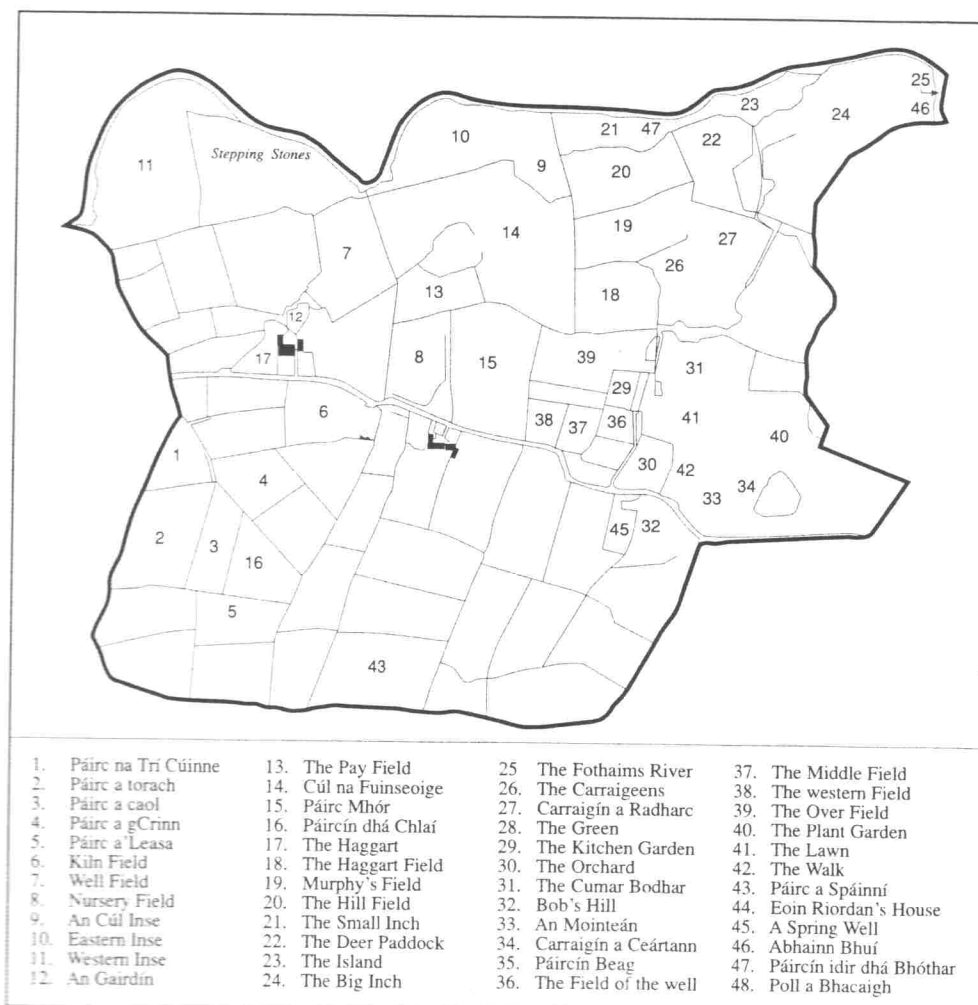 25
23
10
21 47
24
46
22
11
Stepping Stones
9
20
19
7
14
27
26
13
18
12
17
8
15
39
31
29
6
38
37
36
41
40
1
4
30
42
34
33
2
3
16
45
32
5
43
1. Páirc na Trí Cúinne
2. Páirc a torach
3. Páirc a caol
4. Páirc a gCrinn
5. Páirc a'Leasa
6. Kiln Field
7. Well Field
8. Nursery Field
9. An Cúl Inse
10. Eastern Inse
11. Western Inse
12. An Gairdín
13. The Pay Field
14. Cúl na Fuinseoige
15. Páirc Mhór
16. Páircín dhá Chlaí
17. The Haggart
18. The Haggart Field
19. Murphy's Field
20. The Hill Field
21. The Small Inch
22. The Deer Paddock
23. The Island
24. The Big Inch
25 The Fothaims River
26. The Carraigeens
27. Carraigín a Radharc
28. The Green
29. The Kitchen Garden
30. The Orchard
31. The Cumar Bodhar
32. Bob's Hill
33. An Mointeán
34. Carraigín a Ceártann
35. Páircín Beag
36. The Field of the well
37. The Middle Field
38. The western Field
39. The Over Field
40. The Plant Garden
41. The Lawn
42. The Walk
43. Páirc a Spáinní
44. Eoin Riordan's House
45. A Spring Well
46. Abhainn Bhuí
47. Páircín idir dhá Bhóthar
48. Poll a Bhacaigh